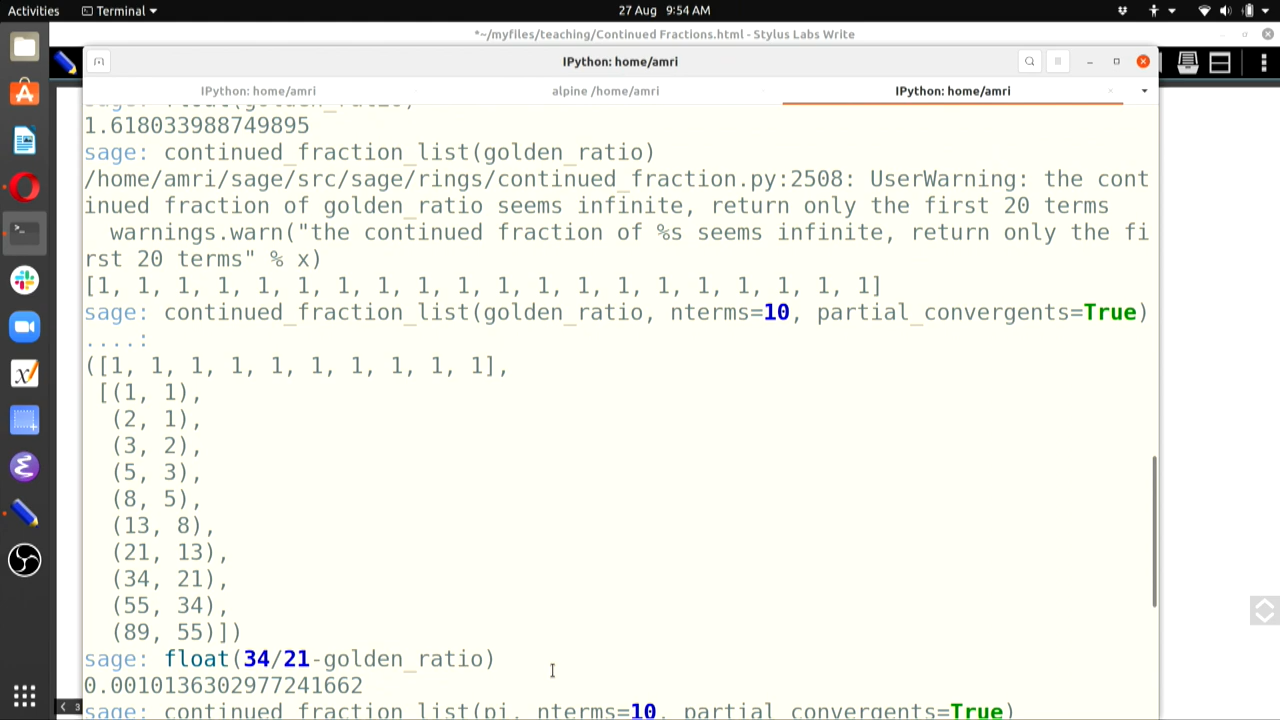 Activities
Terminal
27 Aug 9:54 AM
*~/myfiles/teaching/Continued Fractions.html - Stylus Labs Write
IPython: home/amri
IPython: home/amri
alpine /home/amri
IPython: home/amri
sage: float(golden_ratio)
1.618033988749895
sage: continued_fraction_list(golden_ratio)
/home/amri/sage/src/sage/rings/continued_fraction.py:2508: UserWarning: the cont
inued fraction of golden_ratio seems infinite, return only the first 20 terms
  warnings.warn("the continued fraction of %s seems infinite, return only the fi
rst 20 terms" % x)
[1, 1, 1, 1, 1, 1, 1, 1, 1, 1, 1, 1, 1, 1, 1, 1, 1, 1, 1, 1]
sage: continued_fraction_list(golden_ratio, nterms=10, partial_convergents=True)
....:
([1, 1, 1, 1, 1, 1, 1, 1, 1, 1],
 [(1, 1),
  (2, 1),
  (3, 2),
  (5, 3),
  (8, 5),
  (13, 8),
  (21, 13),
  (34, 21),
  (55, 34),
  (89, 55)])
sage: float(34/21-golden_ratio)
0.0010136302977241662
sage: continued_fraction_list(pi, nterms=10, partial_convergents=True)
3